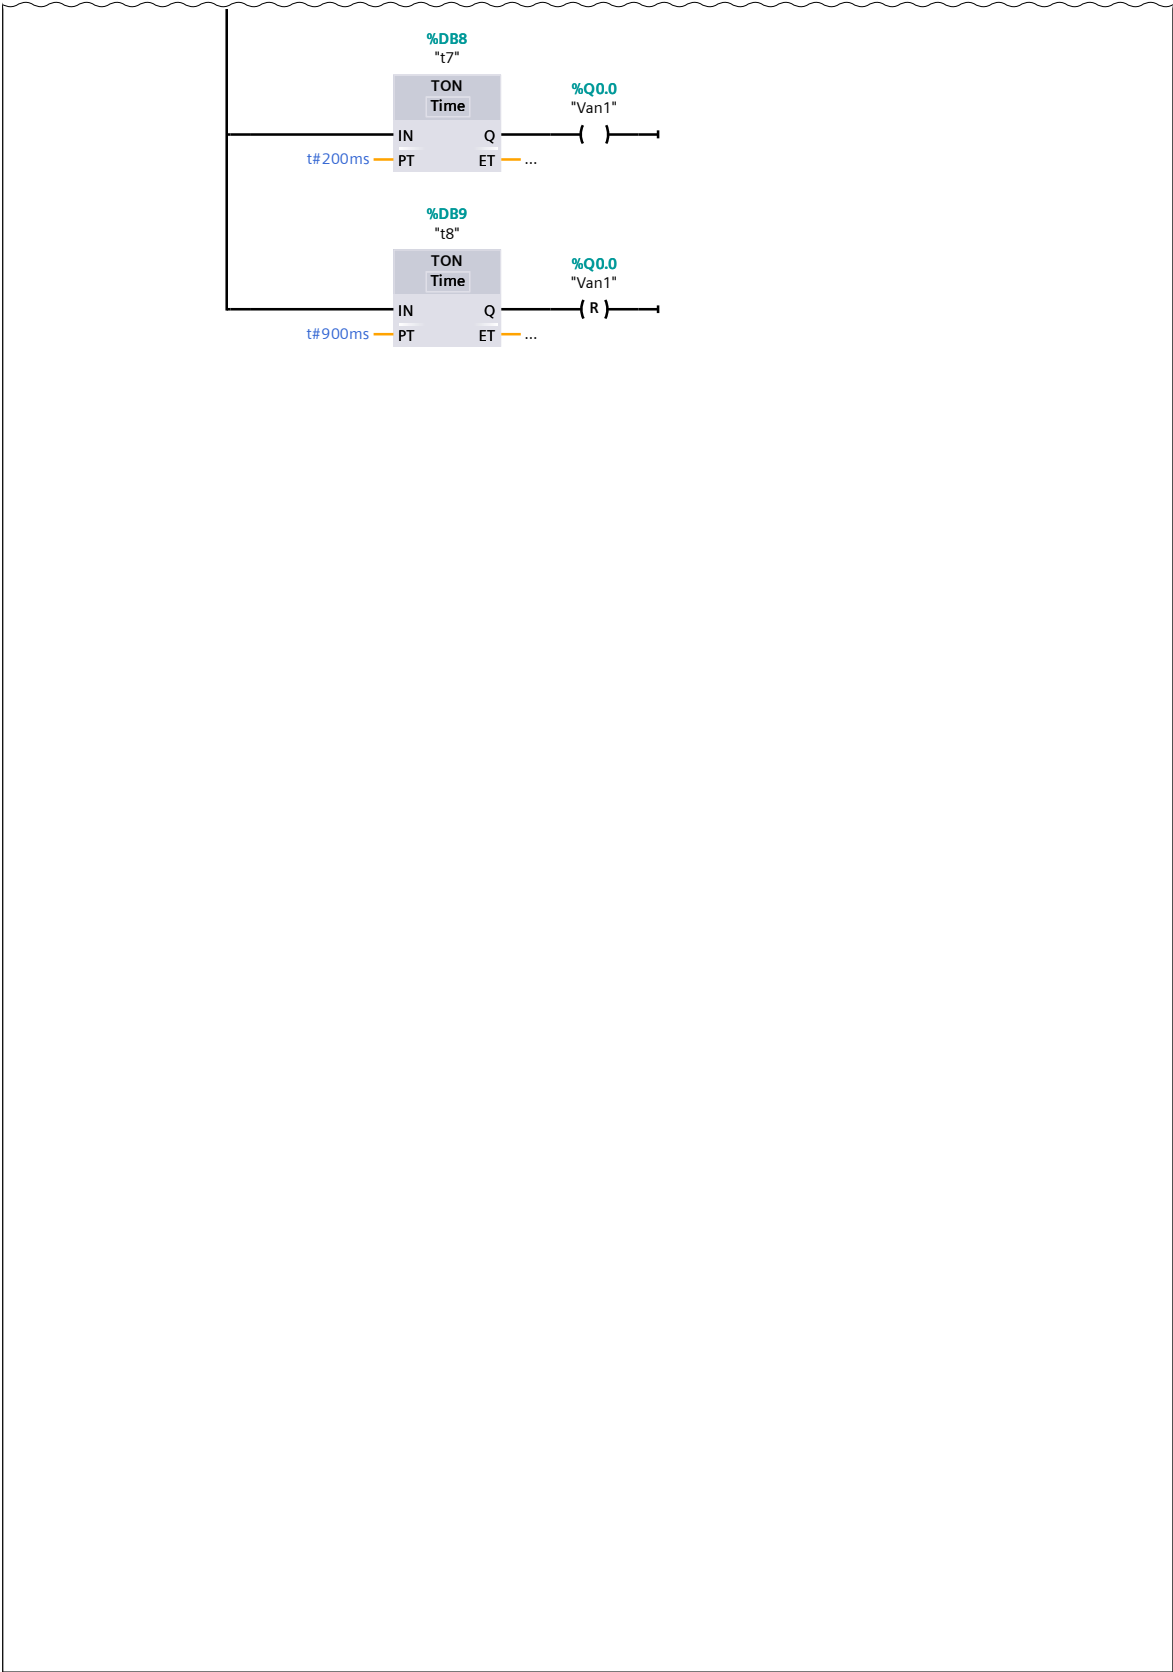 %DB8
"t7"
TON
Time
%Q0.0
"Van1"
IN Q ( )
t#200ms PT ET ...
%DB9
"t8"
TON
Time
%Q0.0
"Van1"
IN Q ( R )
t#900ms PT ET ...